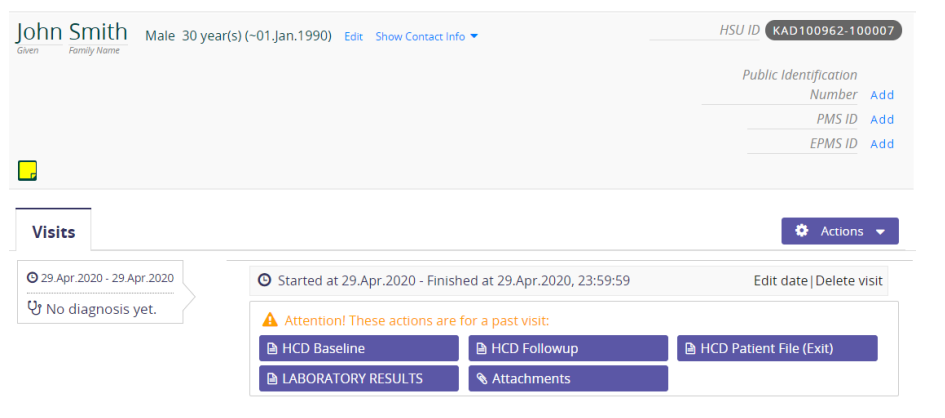 John Smith Male 30 year(s) (~01.Jan.1990) Edit Show Contact Info
Given Family Name
HSU ID KAD100962-100007
Public Identification
Number Add
PMS ID Add
EPMS ID Add
Visits
Actions
29.Apr.2020 - 29.Apr.2020
No diagnosis yet.
Started at 29.Apr.2020 - Finished at 29.Apr.2020, 23:59:59 Edit date|Delete visit
Attention! These actions are for a past visit:
HCD Baseline HCD Followup HCD Patient File (Exit)
LABORATORY RESULTS Attachments